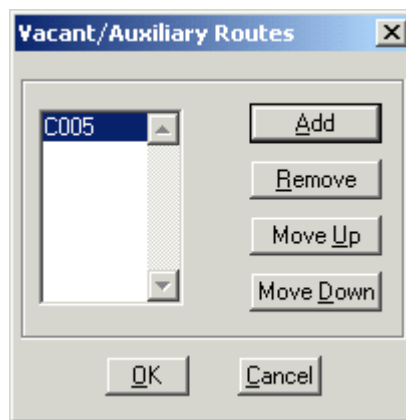 Vacant/Auxiliary Routes
C005
Add
Remove
Move Up
Move Down
OK
Cancel